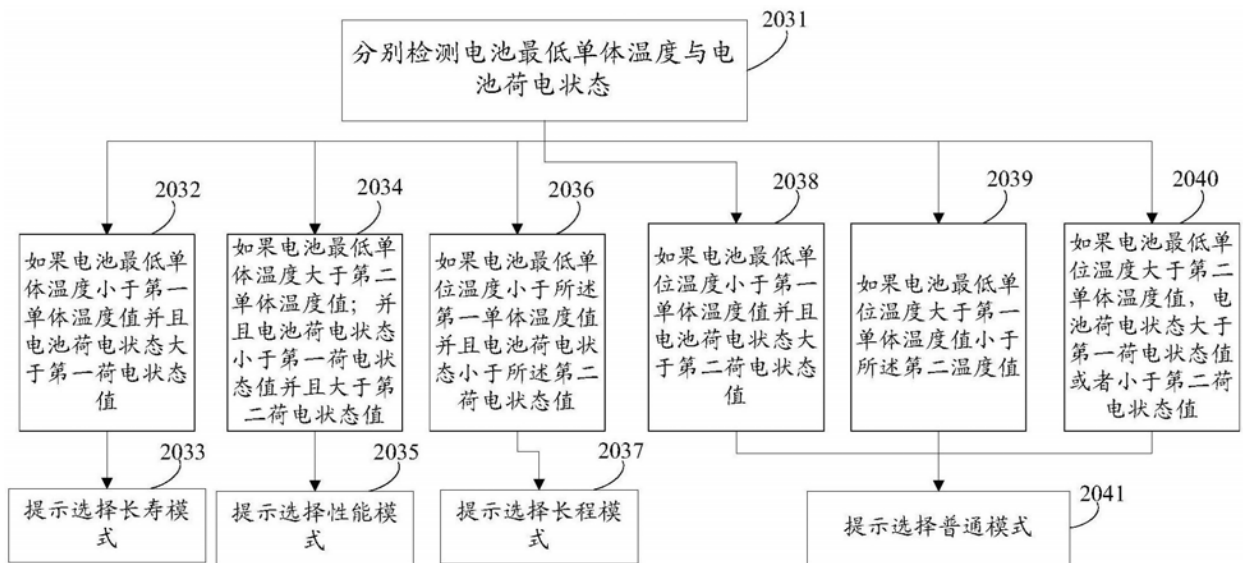 2031
分别检测电池最低单体温度与电
池荷电状态
2032
如果电池最低单
体温度小于第一
单体温度值并且
电池荷电状态大
于第一荷电状态
值
2034
如果电池最低单
体温度大于第二
单体温度值；并
且电池荷电状态
小于第一荷电状
态值并且大于第
二荷电状态值
2036
如果电池最低单
位温度小于所述
第一单体温度值
并且电池荷电状
态小于所述第二
荷电状态值
2038
如果电池最低单
位温度小于第一
单体温度值并且
电池荷电状态大
于第二荷电状态
值
2039
如果电池最低单
位温度大于第一
单体温度值小于
所述第二温度值
2040
如果电池最低单
位温度大于第二
单体温度值，电
池荷电状态大于
第一荷电状态值
或者小于第二荷
电状态值
2033
提示选择长寿模
式
2035
提示选择性能模
式
2037
提示选择长程模
式
2041
提示选择普通模式